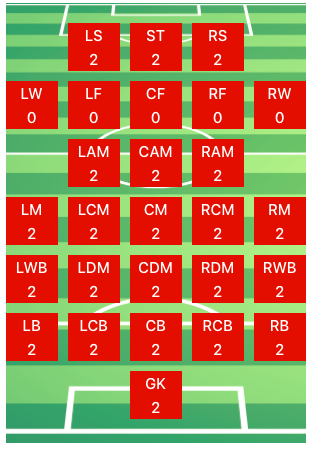 LS ST RS
2 2 2
LW LF CF RF RW
0 0 0 0 0
LAM CAM RAM
2 2 2
LM LCM CM RCM RM
2 2 2 2 2
LWB LDM CDM RDM RWB
2 2 2 2 2
LB LCB CB RCB RB
2 2 2 2 2
GK
2